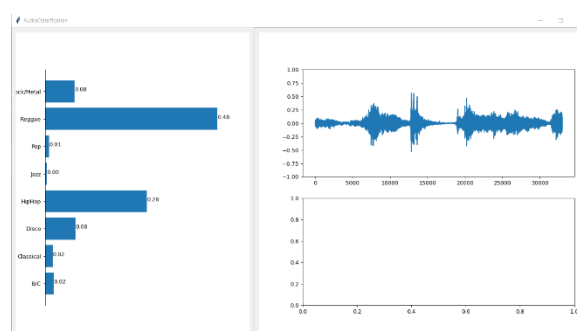 AudioClassification
ock/Metal
0.08
Reggae
0.48
Pop
0.01
Jazz
0.00
HipHop
0.28
Disco
0.08
Classical
0.02
B/C
0.02
1.00
0.75
0.50
0.25
0.00
−0.25
−0.50
−0.75
−1.00
0 5000 10000 15000 20000 25000 30000
1.0
0.8
0.6
0.4
0.2
0.0
0.0 0.2 0.4 0.6 0.8 1.0